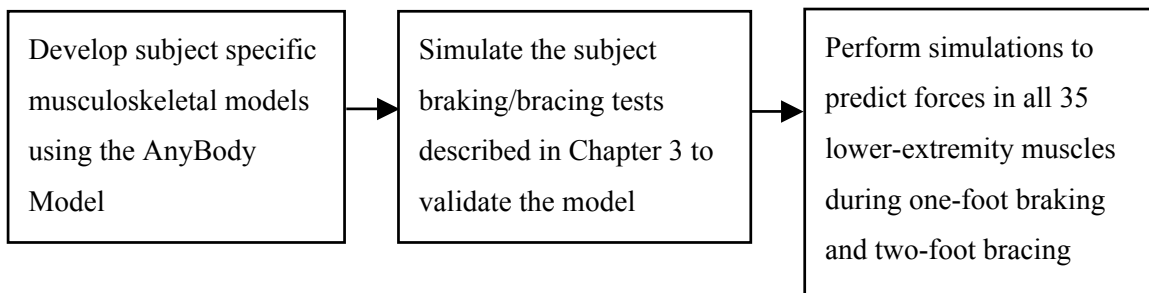 Develop subject specific
musculoskeletal models
using the AnyBody
Model
Simulate the subject
braking/bracing tests
described in Chapter 3 to
validate the model
Perform simulations to
predict forces in all 35
lower-extremity muscles
during one-foot braking
and two-foot bracing